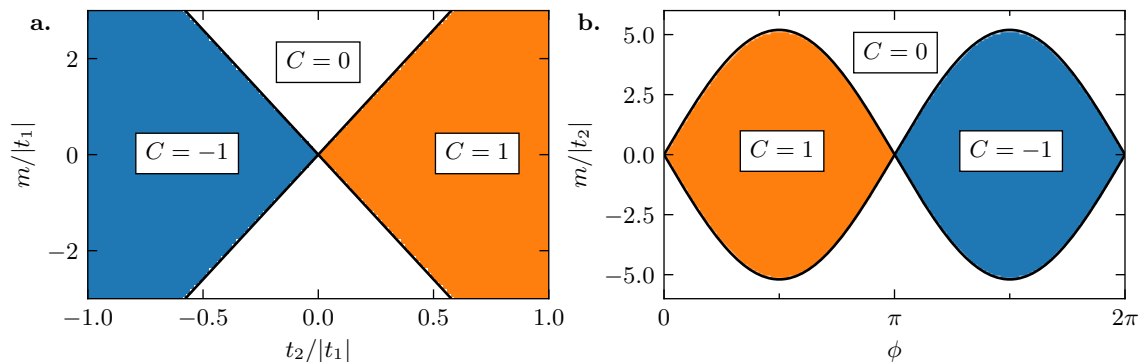 a.
m/|t₁|
2
0
−2
C = 0
C = −1
C = 1
−1.0
−0.5
0.0
0.5
1.0
t₂/|t₁|
b.
m/|t₂|
5.0
2.5
0.0
−2.5
−5.0
C = 0
C = 1
C = −1
0
π
2π
ϕ